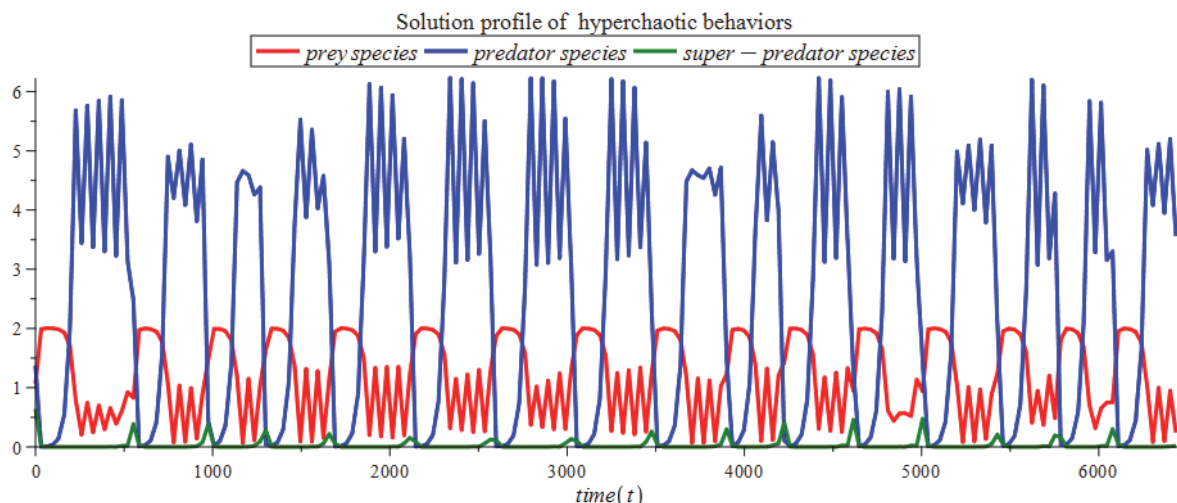 Solution profile of hyperchaotic behaviors
prey species predator species super – predator species
6
5
4
3
2
1
0
0 1000 2000 3000 4000 5000 6000
time(t)